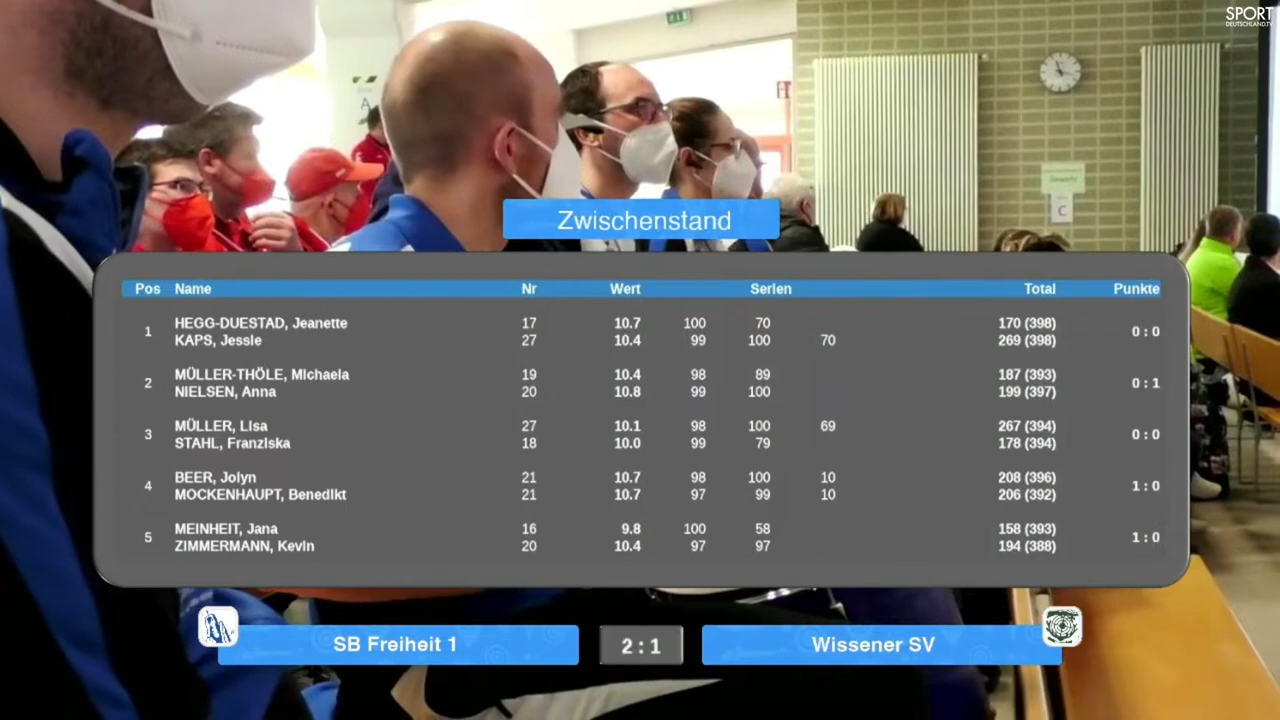 SPORT
DEUTSCHLAND.TV
A
C
Zwischenstand
Pos Name Nr Wert Serien Total Punkte
1 HEGG-DUESTAD, Jeanette 17 10.7 100 70 170 (398) 0 : 0
KAPS, Jessie 27 10.4 99 100 70 269 (398)
2 MÜLLER-THÖLE, Michaela 19 10.4 98 89 187 (393) 0 : 1
NIELSEN, Anna 20 10.8 99 100 199 (397)
3 MÜLLER, Lisa 27 10.1 98 100 69 267 (394) 0 : 0
STAHL, Franziska 18 10.0 99 79 178 (394)
4 BEER, Jolyn 21 10.7 98 100 10 208 (396) 1 : 0
MOCKENHAUPT, Benedikt 21 10.7 97 99 10 206 (392)
5 MEINHEIT, Jana 16 9.8 100 58 158 (393) 1 : 0
ZIMMERMANN, Kevin 20 10.4 97 97 194 (388)
SB Freiheit 1 2 : 1 Wissener SV